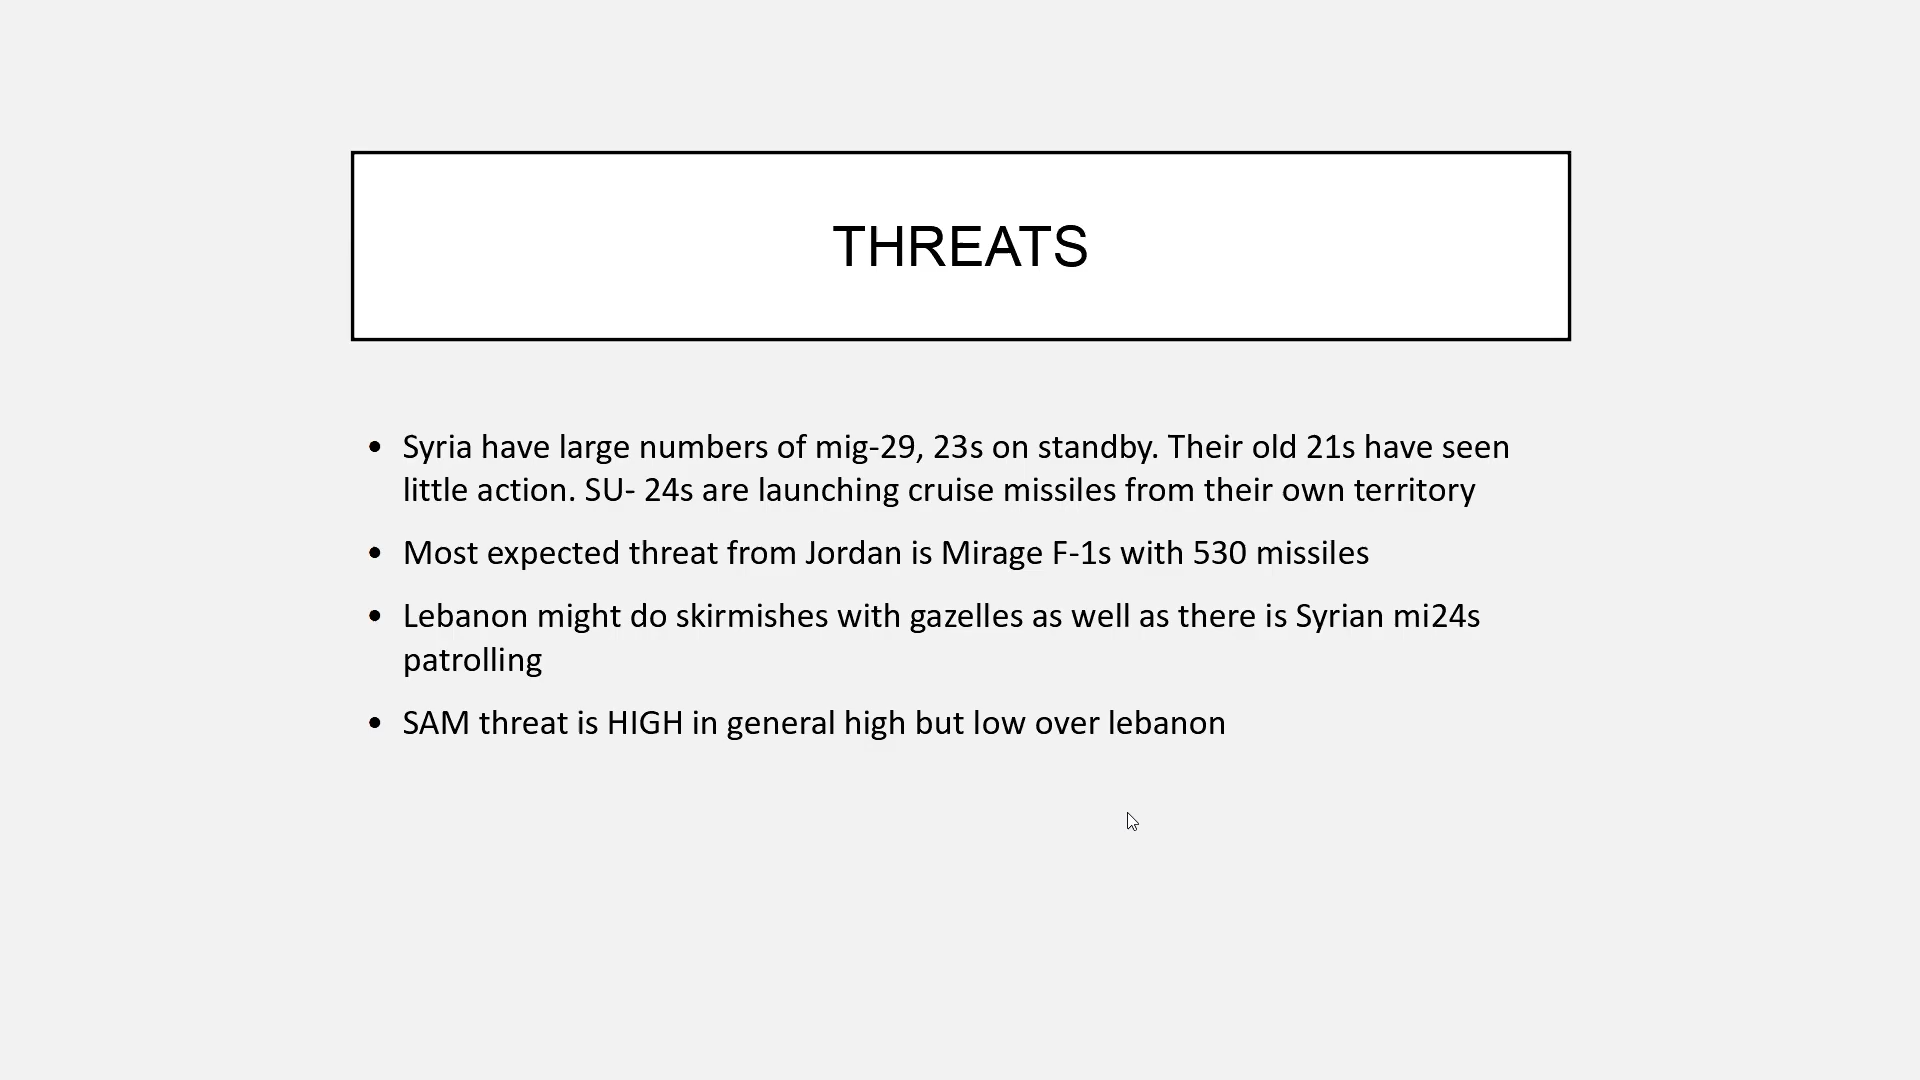 THREATS
• Syria have large numbers of mig-29, 23s on standby. Their old 21s have seen
little action. SU- 24s are launching cruise missiles from their own territory
• Most expected threat from Jordan is Mirage F-1s with 530 missiles
• Lebanon might do skirmishes with gazelles as well as there is Syrian mi24s
patrolling
• SAM threat is HIGH in general high but low over lebanon